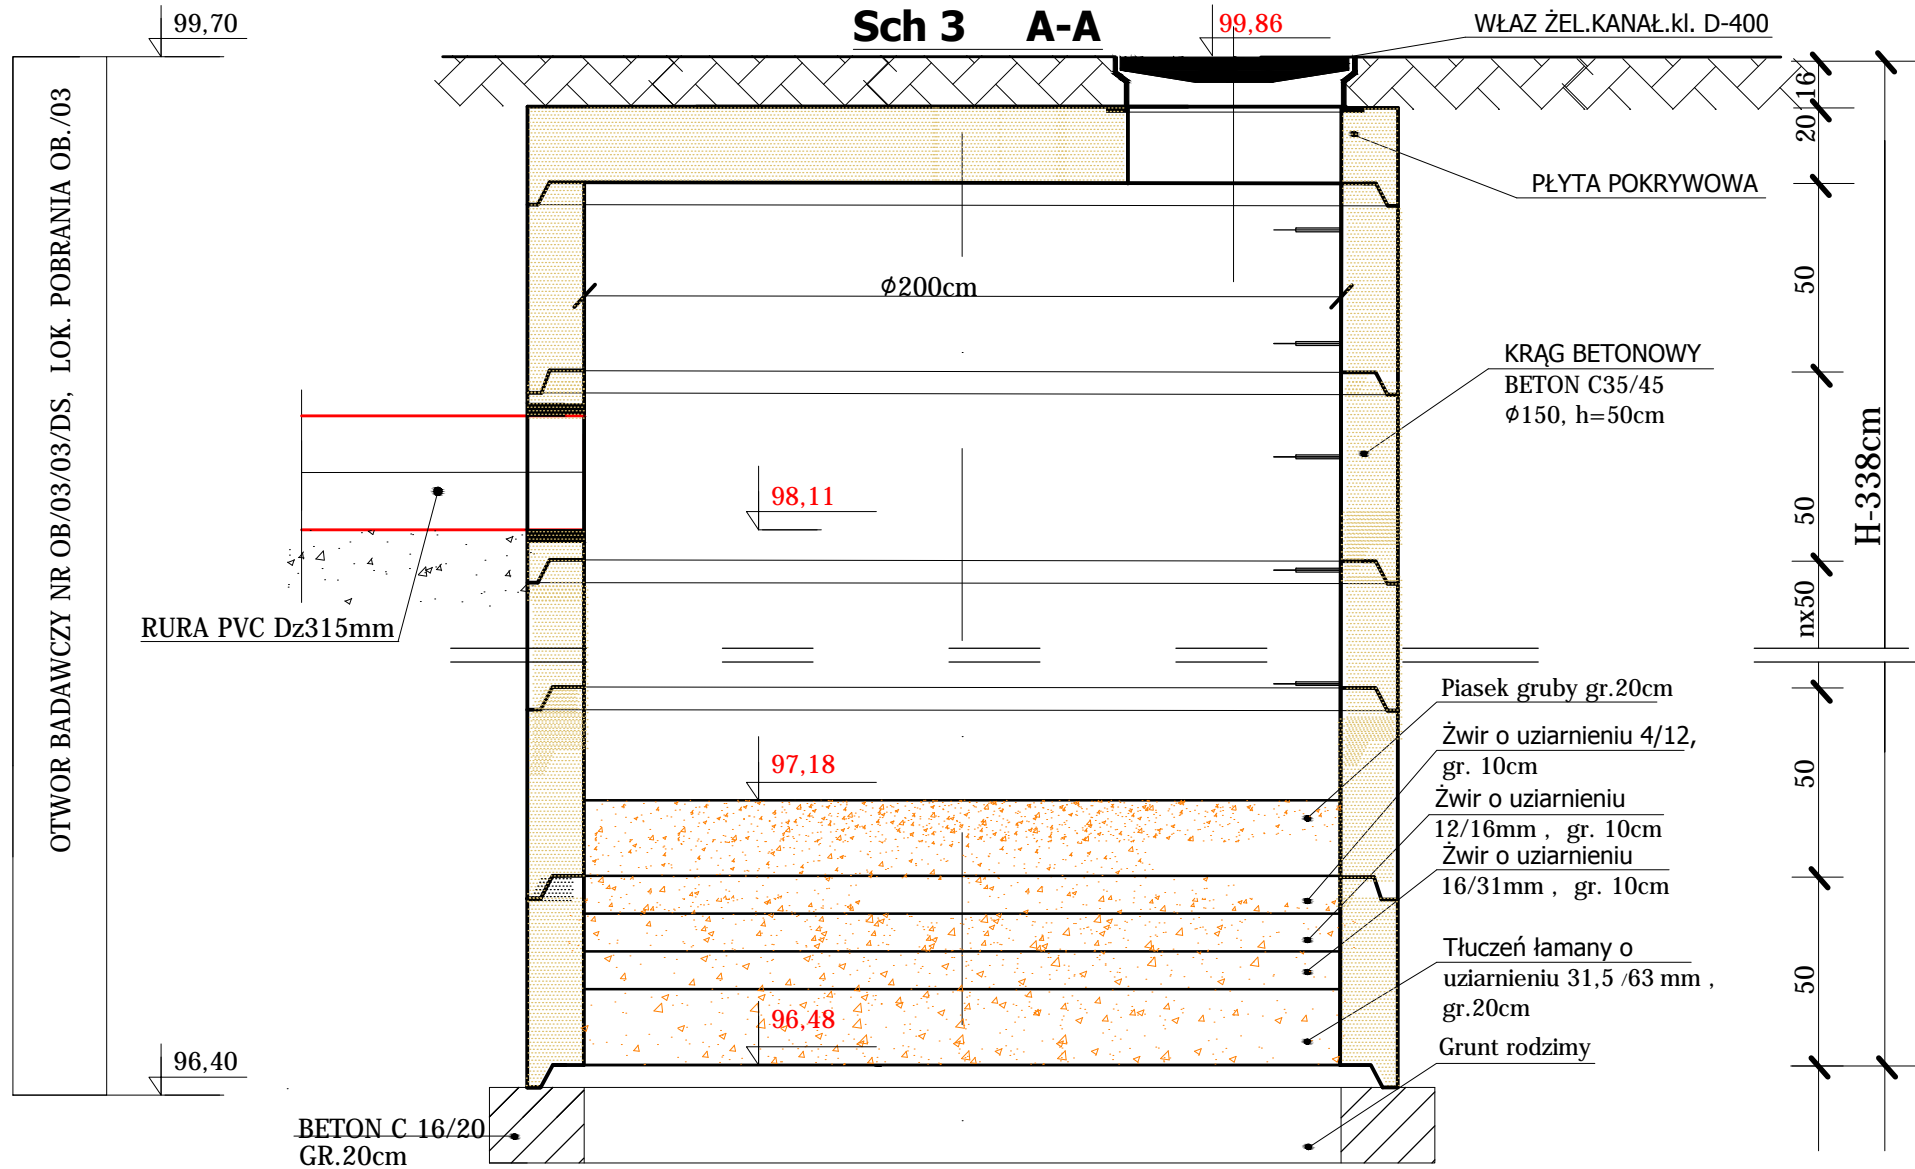 Sch 3 A-A
99,70
99,86
WŁAZ ŻEL.KANAŁ.kl. D-400
OTWOR BADAWCZY NR OB/03/03/DS, LOK. POBRANIA OB./03
16
20
PŁYTA POKRYWOWA
50
ϕ200cm
KRĄG BETONOWY
BETON C35/45
ϕ150, h=50cm
H-338cm
98,11
50
nx50
RURA PVC Dz315mm
Piasek gruby gr.20cm
Żwir o uziarnieniu 4/12,
gr. 10cm
97,18
50
Żwir o uziarnieniu
12/16mm , gr. 10cm
Żwir o uziarnieniu
16/31mm , gr. 10cm
Tłuczeń łamany o
uziarnieniu 31,5 /63 mm ,
gr.20cm
50
96,48
Grunt rodzimy
96,40
BETON C 16/20
GR.20cm